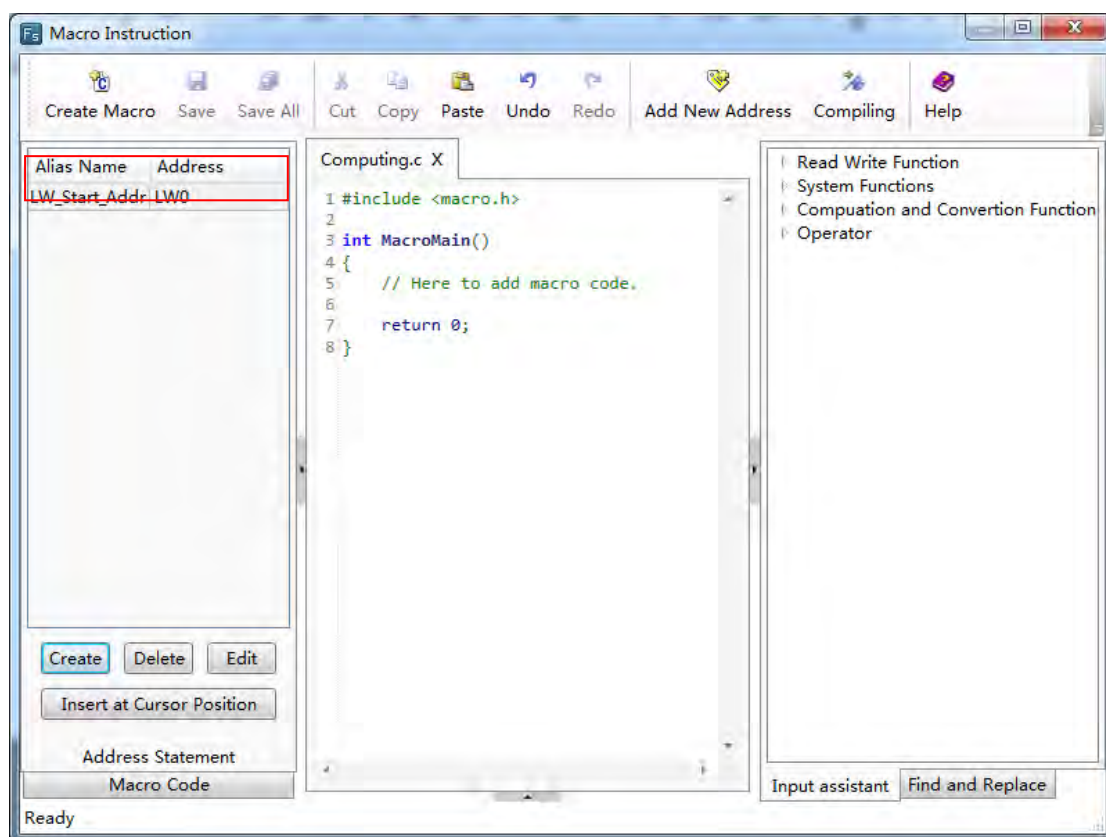 Fs Macro Instruction
Create Macro Save Save All Cut Copy Paste Undo Redo Add New Address Compiling Help
Alias Name Address
LW_Start_Addr LW0
Create Delete Edit
Insert at Cursor Position
Address Statement
Macro Code
Computing.c X
1 #include <macro.h>
2
3 int MacroMain()
4 {
5 // Here to add macro code.
6
7 return 0;
8 }
Read Write Function
System Functions
Compuation and Convertion Function
Operator
Input assistant Find and Replace
Ready